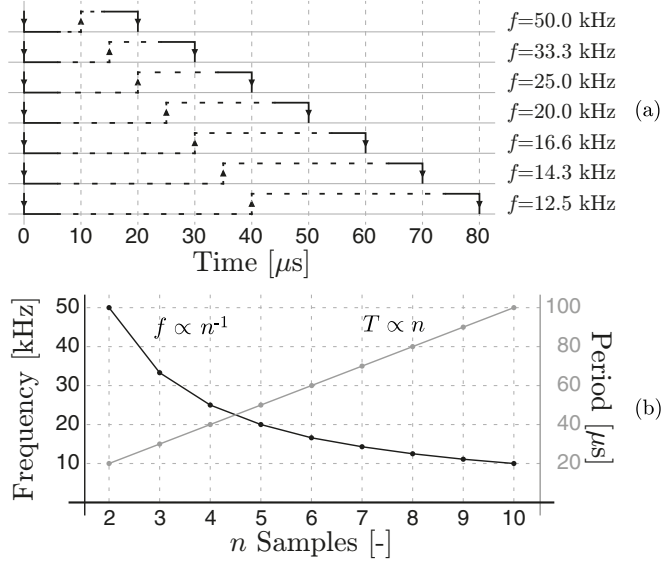 f=50.0 kHz
f=33.3 kHz
f=25.0 kHz
f=20.0 kHz
f=16.6 kHz
f=14.3 kHz
f=12.5 kHz
(a)
0 10 20 30 40 50 60 70 80
Time [μs]
50 40 30 20 10
Frequency [kHz]
f ∝ n⁻¹
T ∝ n
100 80 60 40 20
Period [μs]
(b)
2 3 4 5 6 7 8 9 10
n Samples [-]